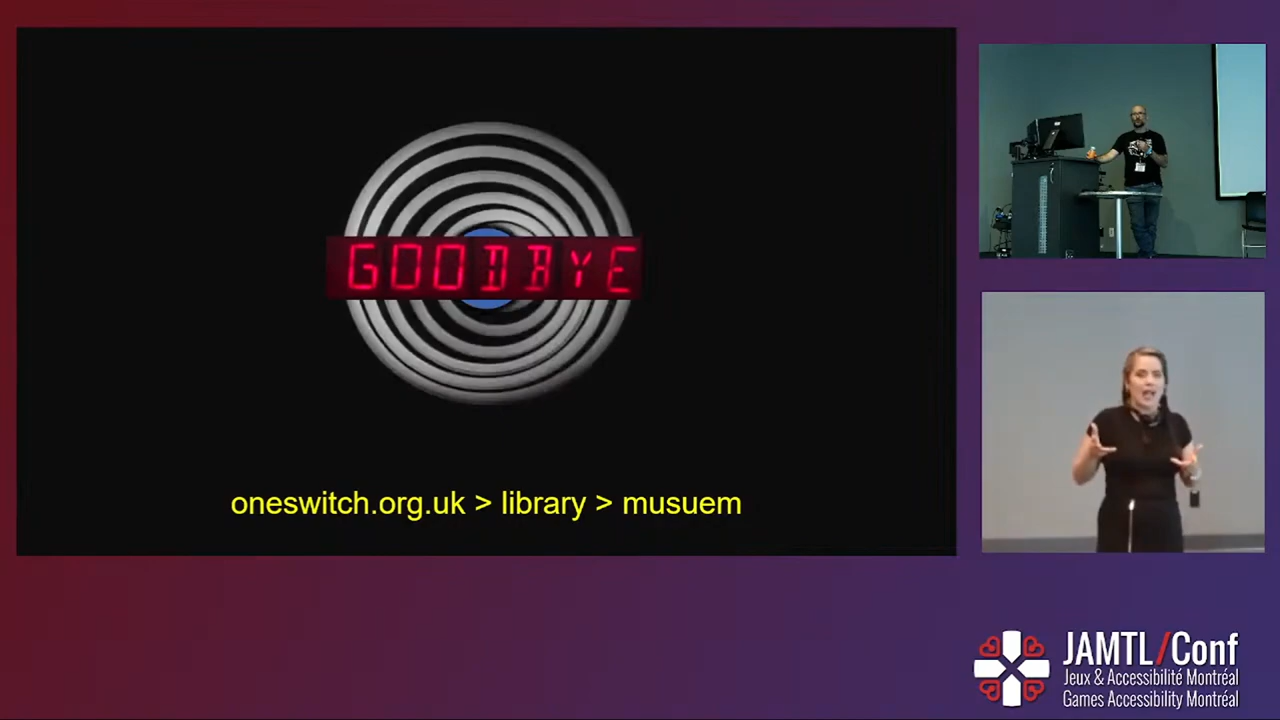 GOODBYE
oneswitch.org.uk > library > musuem
JAMTL/Conf
Jeux & Accessibilité Montréal
Games Accessibility Montréal